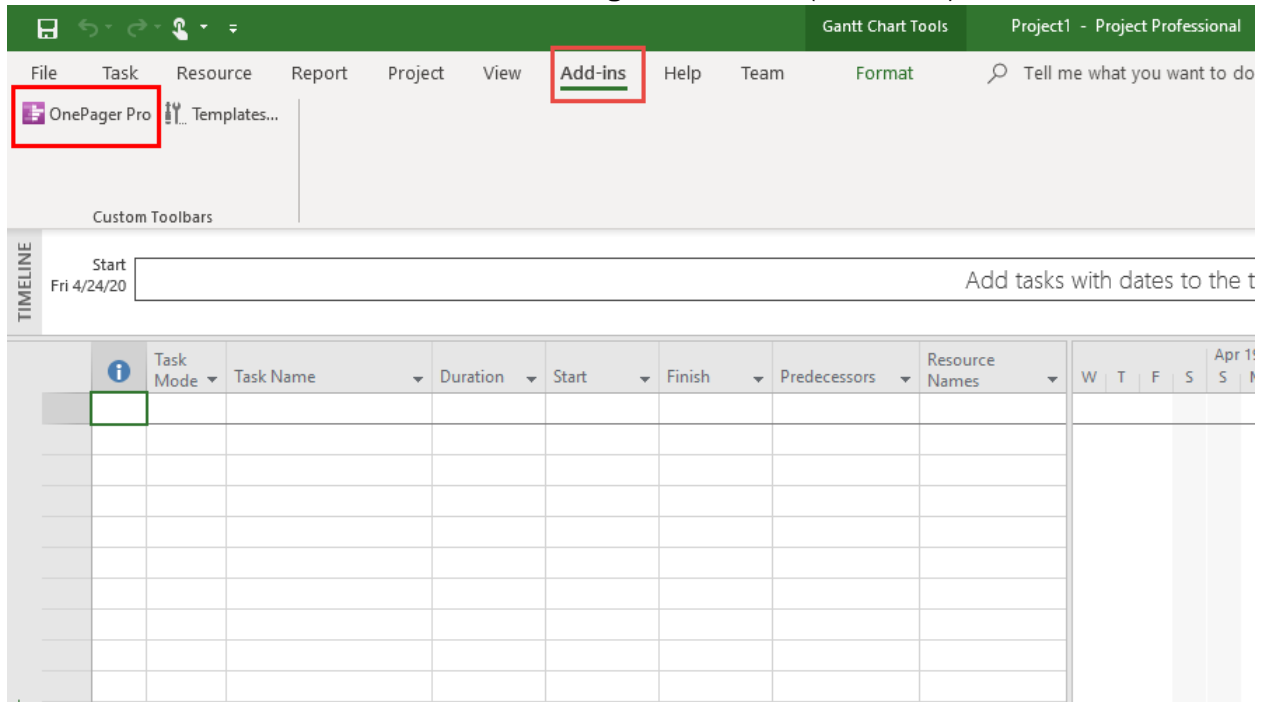 Gantt Chart Tools Project1 - Project Professional
File Task Resource Report Project View Add-ins Help Team Format Tell me what you want to do
OnePager Pro Templates...
Custom Toolbars
TIMELINE
Start
Fri 4/24/20
Add tasks with dates to the t
Task Mode
Task Name
Duration
Start
Finish
Predecessors
Resource Names
Apr 19
W T F S S M